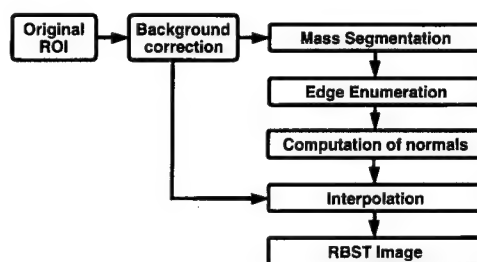 Original
ROI
Background
correction
Mass Segmentation
Edge Enumeration
Computation of normals
Interpolation
RBST Image